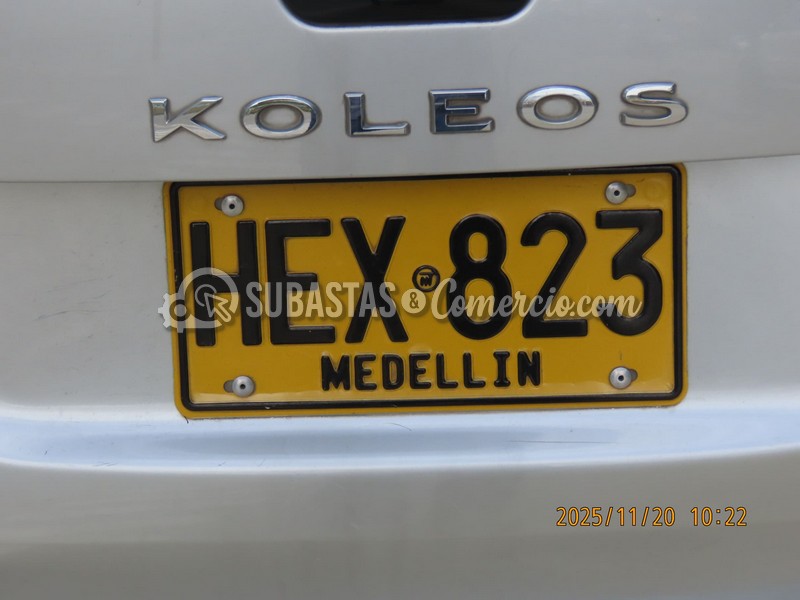 KOLEOS
HEX 823
SUBASTAS&Comercio.com
MEDELLIN
2025/11/20 10:22